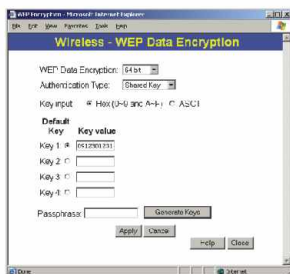 WEP Encryption - Microsoft Internet Explorer
File Edit View Favorites Tools Help
Wireless - WEP Data Encryption
WEP Data Encryption: 64 bit
Authentication Type: Shared Key
Key input Hex (0~9 and A~F) ASCII
Default
Key Key value
Key 1
Key 2
Key 3
Key 4:
Passphrase: Generate Keys
Apply Cancel
Help Close
Done Internet